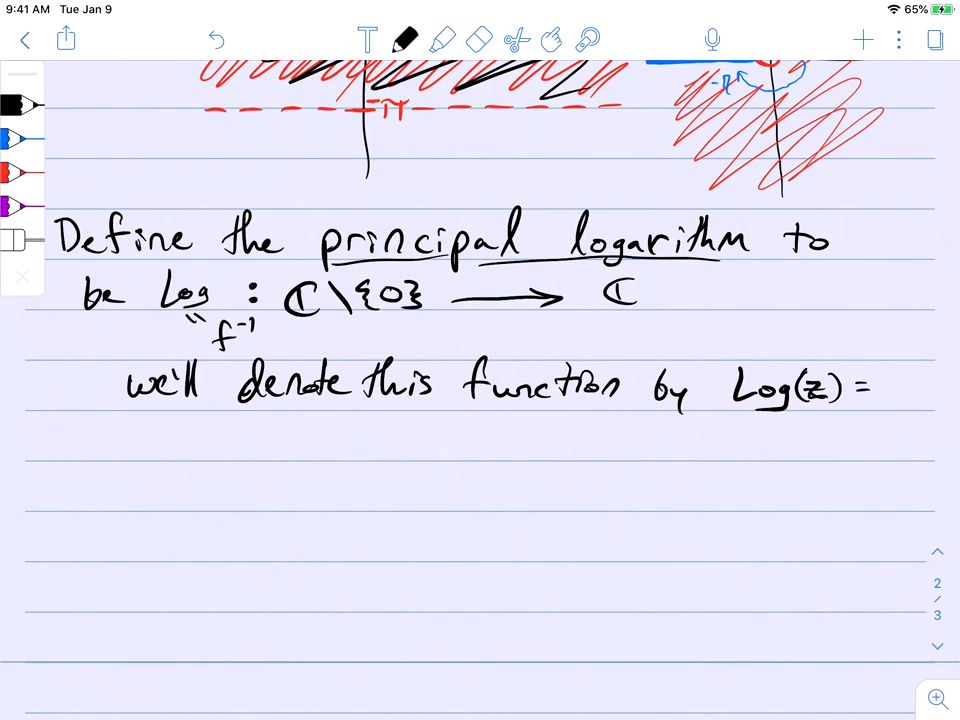 9:41 AM Tue Jan 9
65%
T
-π
-π
Define the principal logarithm to
be Log : ℂ\{0} ⟶ ℂ
" f⁻¹
we'll denote this function by Log(z) =
2
/
3